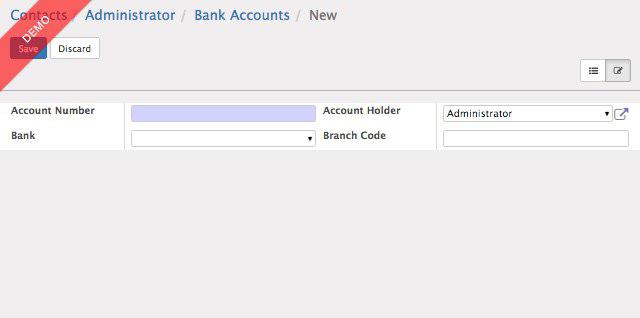 Contacts / Administrator / Bank Accounts / New
DEMO
Save Discard
Account Number Account Holder Administrator
Bank Branch Code